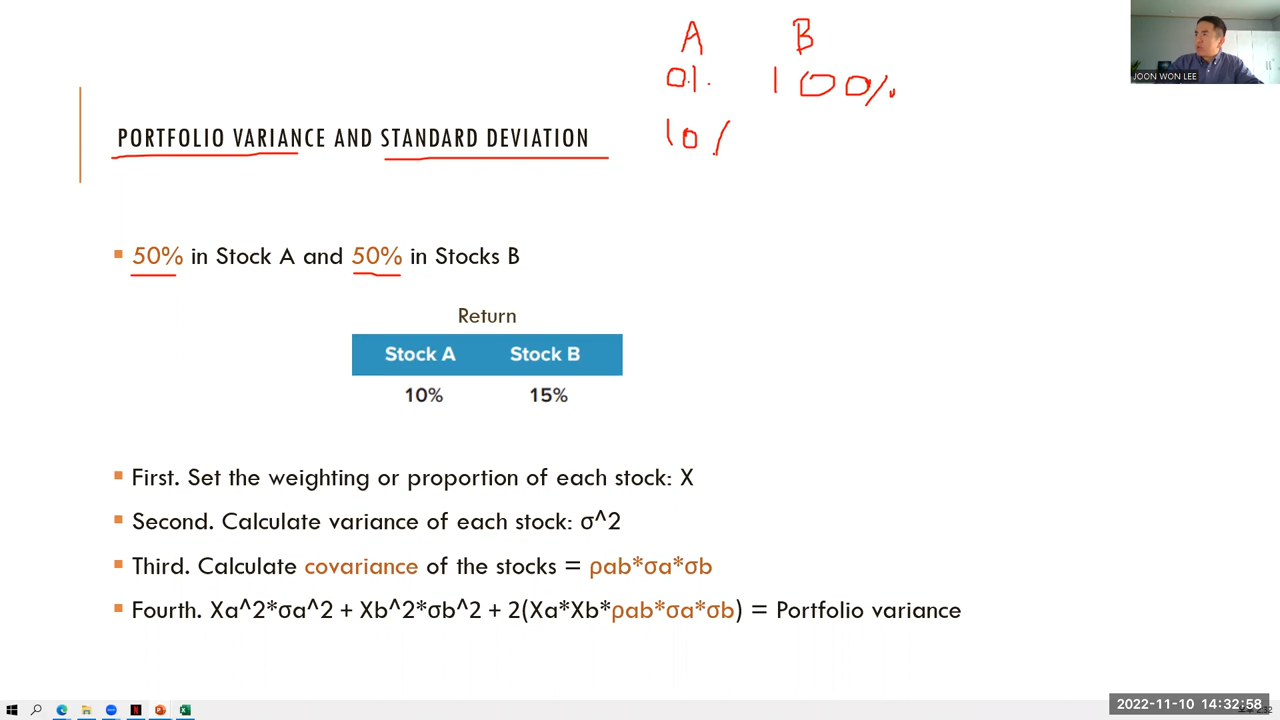 A B
0%. 100%
10%
JOON WON LEE
PORTFOLIO VARIANCE AND STANDARD DEVIATION
50% in Stock A and 50% in Stocks B
Return
Stock A Stock B
10% 15%
First. Set the weighting or proportion of each stock: X
Second. Calculate variance of each stock: σ^2
Third. Calculate covariance of the stocks = ρab*σa*σb
Fourth. Xa^2*σa^2 + Xb^2*σb^2 + 2(Xa*Xb*ρab*σa*σb) = Portfolio variance
2022-11-10 14:32:58